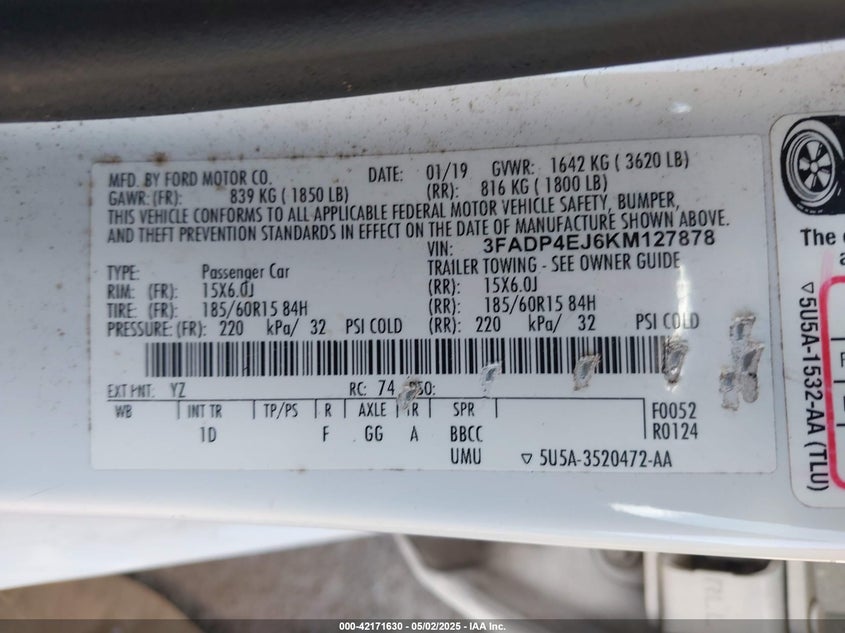 MFD. BY FORD MOTOR CO. DATE: 01/19 GVWR: 1642 KG ( 3620 LB)
GAWR: (FR): 839 KG ( 1850 LB) (RR): 816 KG ( 1800 LB)
THIS VEHICLE CONFORMS TO ALL APPLICABLE FEDERAL MOTOR VEHICLE SAFETY, BUMPER,
AND THEFT PREVENTION STANDARDS IN EFFECT ON THE DATE OF MANUFACTURE SHOWN ABOVE.
VIN: 3FADP4EJ6KM127878
TYPE: Passenger Car TRAILER TOWING - SEE OWNER GUIDE
RIM: (FR): 15X6.0J (RR): 15X6.0J
TIRE: (FR): 185/60R15 84H (RR): 185/60R15 84H
PRESSURE: (FR): 220 kPa/ 32 PSI COLD (RR): 220 kPa/ 32 PSI COLD
EXT PNT: YZ RC: 74 DSO:
WB INT TR TP/PS R AXLE TR SPR F0052
1D F GG A BBCC R0124
UMU ▽ 5U5A-3520472-AA
The
▽5U5A-1532-AA (TLU)
000-42171630 - 05/02/2025 - IAA Inc.